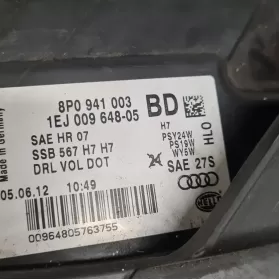 8P0 941 003 BD
1EJ 009 648-05
SAE HR 07
SSB 567 H7 H7
DRL VOL DOT
H7
PSY24W
PS19W
WY5W
HLO
SAE 27S
05.06.12 10:49
Made in Germany
HELLA
00964805763755